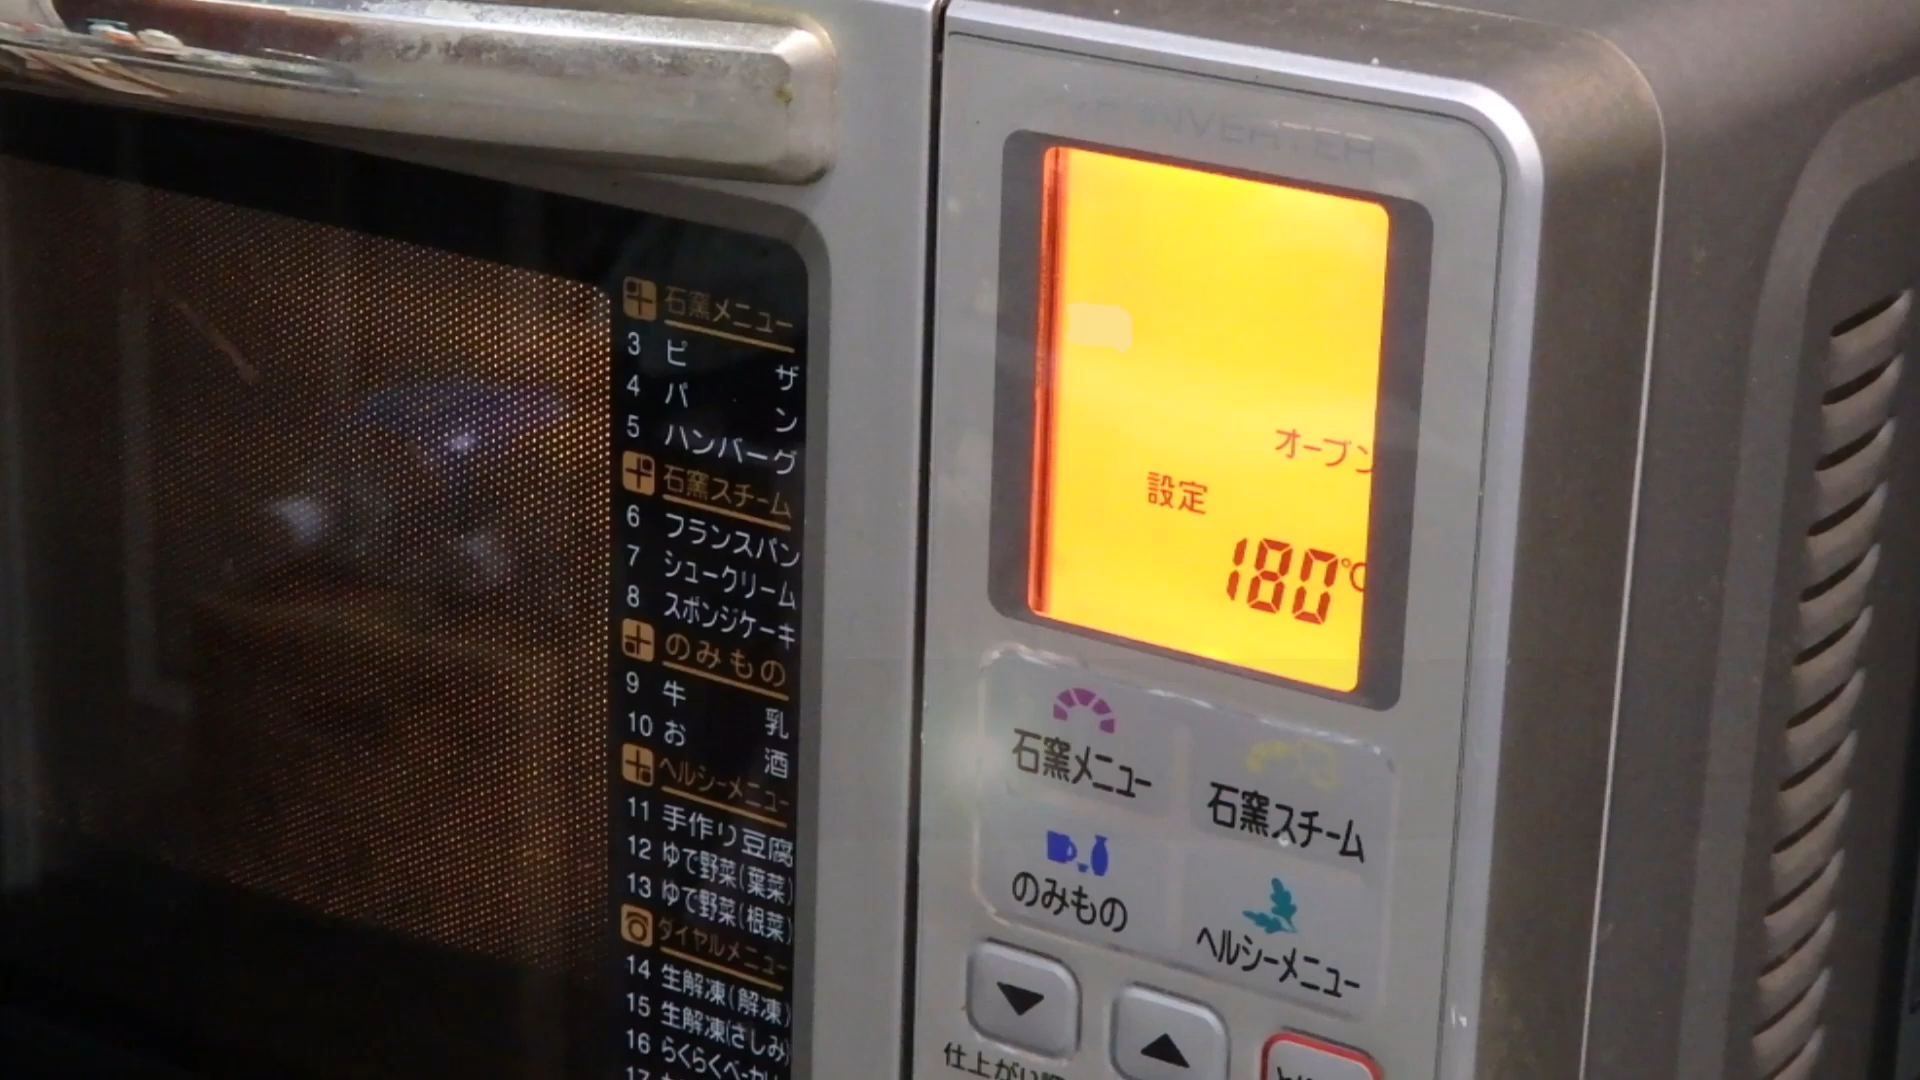 INVERTER
石窯メニュー
3 ピザ
4 パン
5 ハンバーグ
石窯スチーム
6 フランスパン
7 シュークリーム
8 スポンジケーキ
のみもの
9 牛乳
10 お酒
ヘルシーメニュー
11 手作り豆腐
12 ゆで野菜(葉菜)
13 ゆで野菜(根菜)
ダイヤルメニュー
14 生解凍(解凍)
15 生解凍(さしみ)
16 らくらくベーカリ
17
オーブン
設定
180℃
石窯メニュー
石窯スチーム
のみもの
ヘルシーメニュー
仕上がり